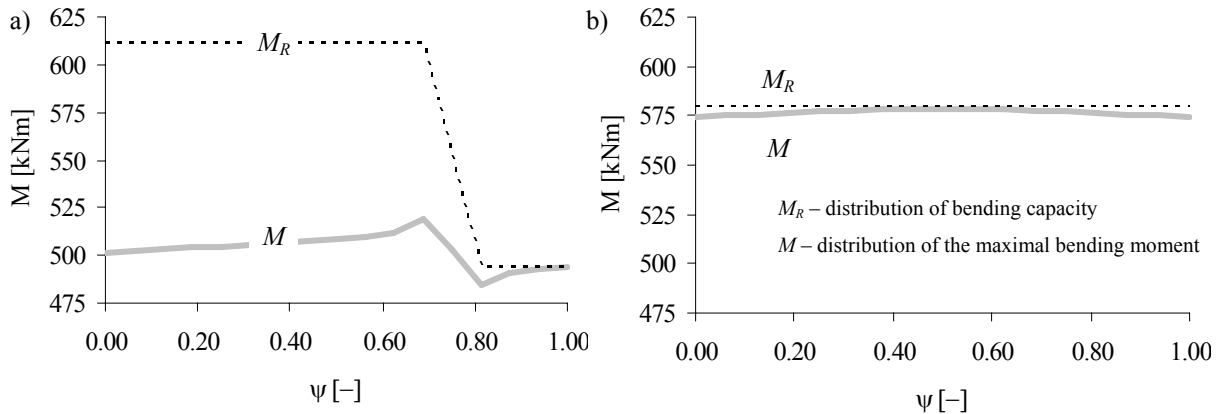 a)
M [kNm]
625
600
575
550
525
500
475
M_R
M
0.00 0.20 0.40 0.60 0.80 1.00
ψ [–]
b)
M [kNm]
625
600
575
550
525
500
475
M_R
M
M_R – distribution of bending capacity
M – distribution of the maximal bending moment
0.00 0.20 0.40 0.60 0.80 1.00
ψ [–]